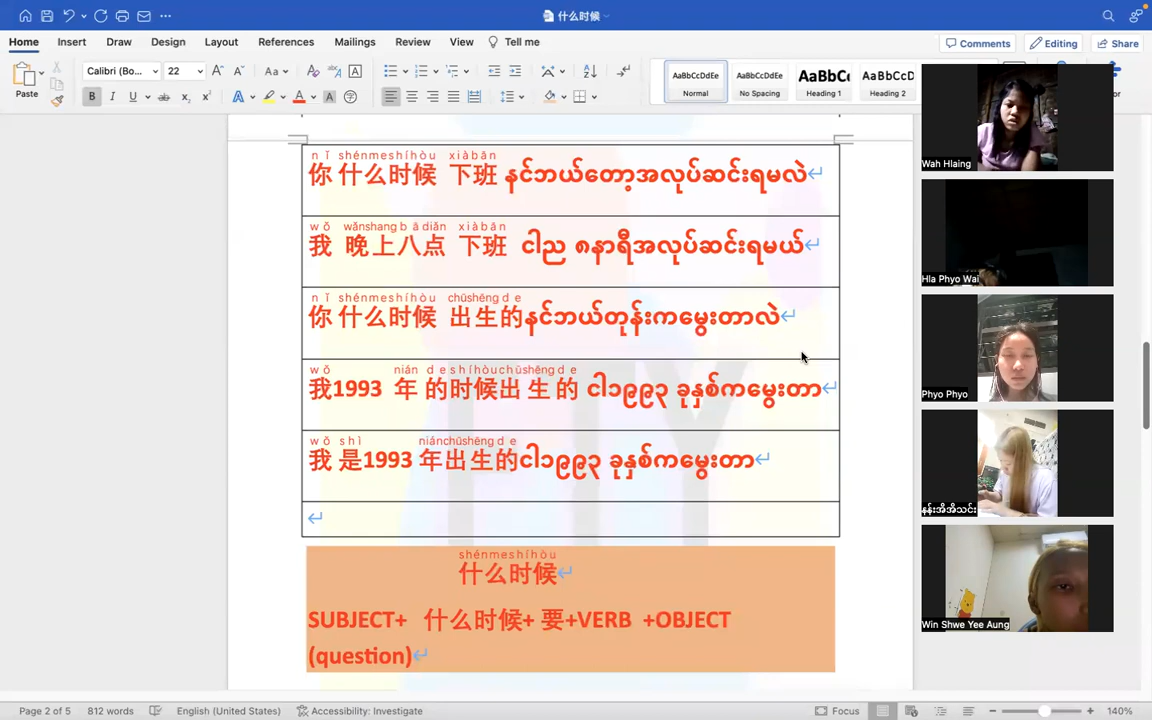 什么时候
Home Insert Draw Design Layout References Mailings Review View Tell me
Comments Editing Share
Paste
Calibri (Bo... 22
AaBbCcDdEe AaBbCcDdEe AaBbC AaBbCcD
Normal No Spacing Heading 1 Heading 2
nǐ shénmeshíhòu xiàbān
你 什么时候 下班 နင်ဘယ်တော့အလုပ်ဆင်းရမလဲ
wǒ wǎnshangbādiǎn xiàbān
我 晚上八点 下班 ငါည ၈နာရီအလုပ်ဆင်းရမယ်
nǐ shénmeshíhòu chūshēngde
你 什么时候 出生的နင်ဘယ်တုန်းကမွေးတာလဲ
wǒ nián deshíhòuchūshēngde
我1993 年 的时候出生的 ငါ၁၉၉၃ ခုနှစ်ကမွေးတာ
wǒ shì niánchūshēngde
我 是1993 年出生的ငါ၁၉၉၃ ခုနှစ်ကမွေးတာ
shénmeshíhòu
什么时候
SUBJECT+ 什么时候+ 要+VERB +OBJECT
(question)
Wah Hlaing
Hla Phyo Wai
Phyo Phyo
နန်းအိအိသင်း
Win Shwe Yee Aung
Page 2 of 5 812 words English (United States) Accessibility: Investigate Focus 140%